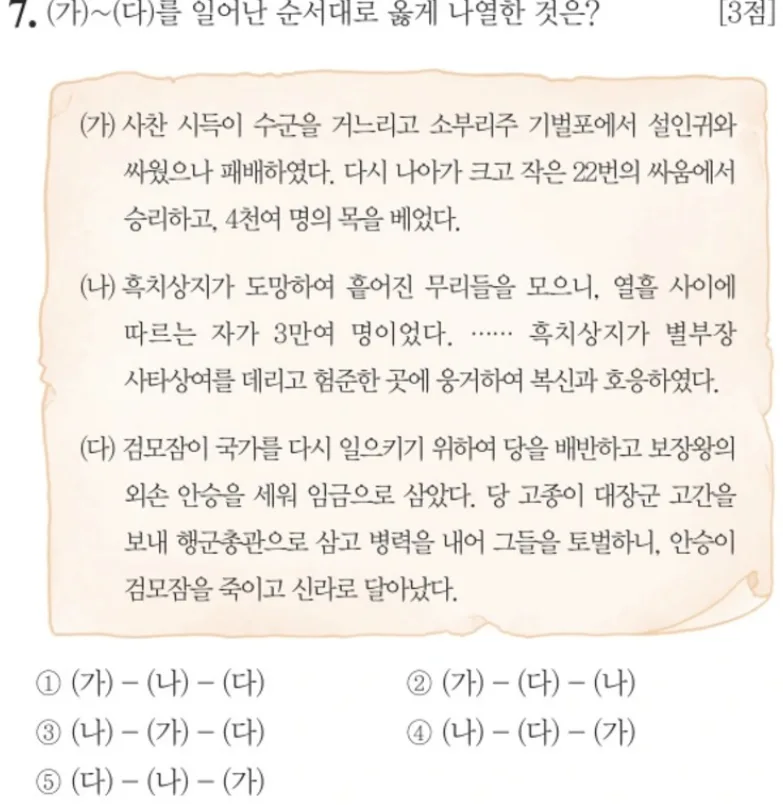 7. (가)~(다)를 일어난 순서대로 옳게 나열한 것은? [3점]
(가) 사찬 시득이 수군을 거느리고 소부리주 기벌포에서 설인귀와
싸웠으나 패배하였다. 다시 나아가 크고 작은 22번의 싸움에서
승리하고, 4천여 명의 목을 베었다.
(나) 흑치상지가 도망하여 흩어진 무리들을 모으니, 열흘 사이에
따르는 자가 3만여 명이었다. …… 흑치상지가 별부장
사타상여를 데리고 험준한 곳에 웅거하여 복신과 호응하였다.
(다) 검모잠이 국가를 다시 일으키기 위하여 당을 배반하고 보장왕의
외손 안승을 세워 임금으로 삼았다. 당 고종이 대장군 고간을
보내 행군총관으로 삼고 병력을 내어 그들을 토벌하니, 안승이
검모잠을 죽이고 신라로 달아났다.
① (가) – (나) – (다) ② (가) – (다) – (나)
③ (나) – (가) – (다) ④ (나) – (다) – (가)
⑤ (다) – (나) – (가)